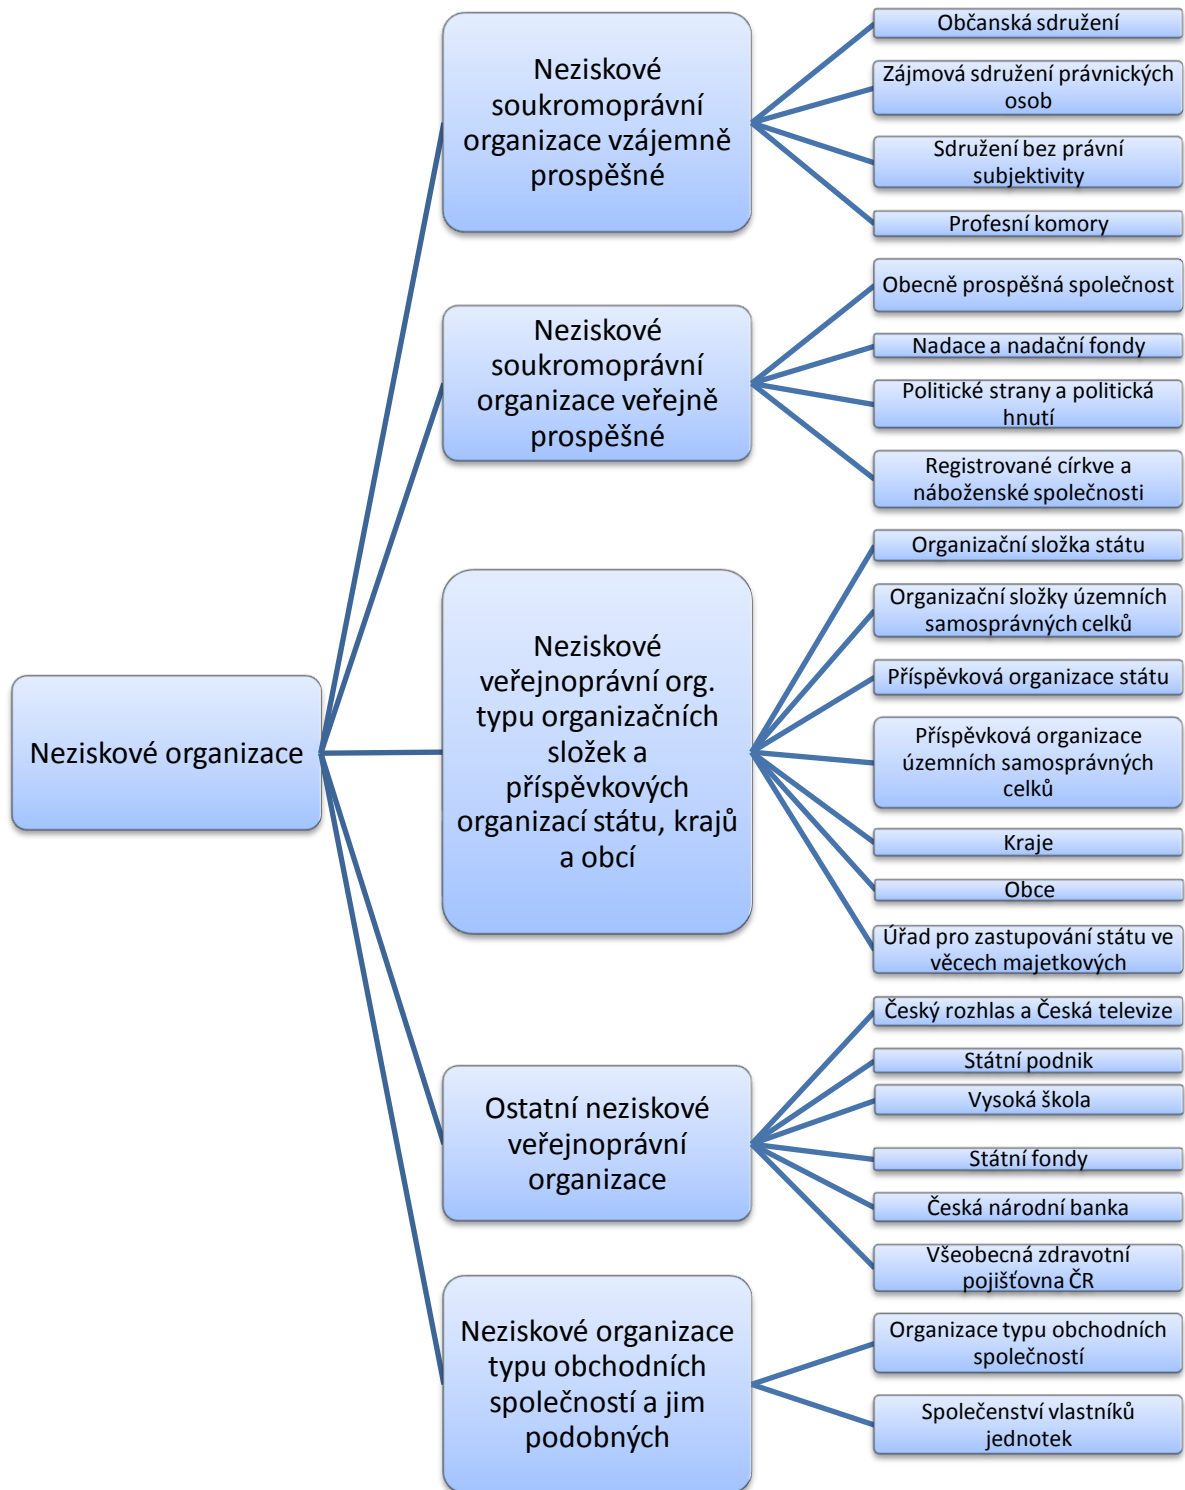 Neziskové organizace
Neziskové
soukromoprávní
organizace vzájemně
prospěšné
Občanská sdružení
Zájmová sdružení právnických
osob
Sdružení bez právní
subjektivity
Profesní komory
Neziskové
soukromoprávní
organizace veřejně
prospěšné
Obecně prospěšná společnost
Nadace a nadační fondy
Politické strany a politická
hnutí
Registrované církve a
náboženské společnosti
Neziskové
veřejnoprávní org.
typu organizačních
složek a
příspěvkových
organizací státu, krajů
a obcí
Organizační složka státu
Organizační složky územních
samosprávných celků
Příspěvková organizace státu
Příspěvková organizace
územních samosprávných
celků
Kraje
Obce
Úřad pro zastupování státu ve
věcech majetkových
Ostatní neziskové
veřejnoprávní
organizace
Český rozhlas a Česká televize
Státní podnik
Vysoká škola
Státní fondy
Česká národní banka
Všeobecná zdravotní
pojišťovna ČR
Neziskové organizace
typu obchodních
společností a jim
podobných
Organizace typu obchodních
společností
Společenství vlastníků
jednotek